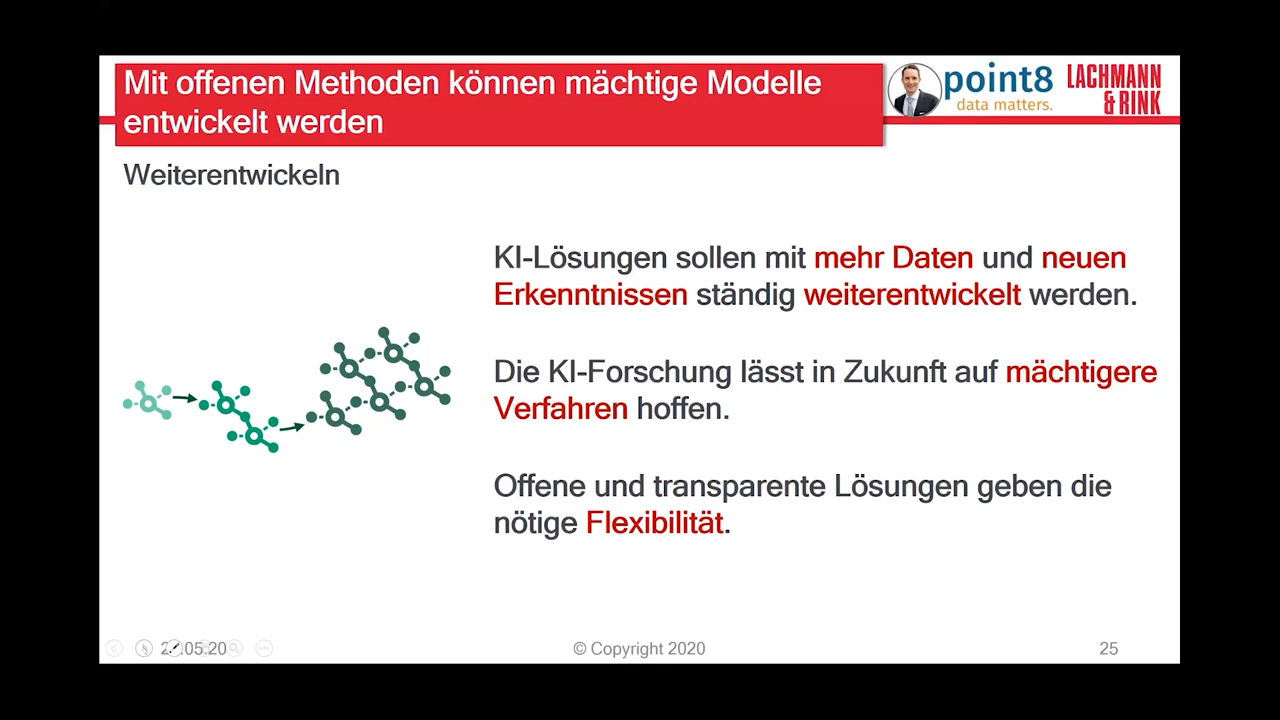 Mit offenen Methoden können mächtige Modelle
entwickelt werden
point8
data matters.
LACHMANN
& RINK
Weiterentwickeln
KI-Lösungen sollen mit mehr Daten und neuen
Erkenntnissen ständig weiterentwickelt werden.
Die KI-Forschung lässt in Zukunft auf mächtigere
Verfahren hoffen.
Offene und transparente Lösungen geben die
nötige Flexibilität.
© Copyright 2020
25